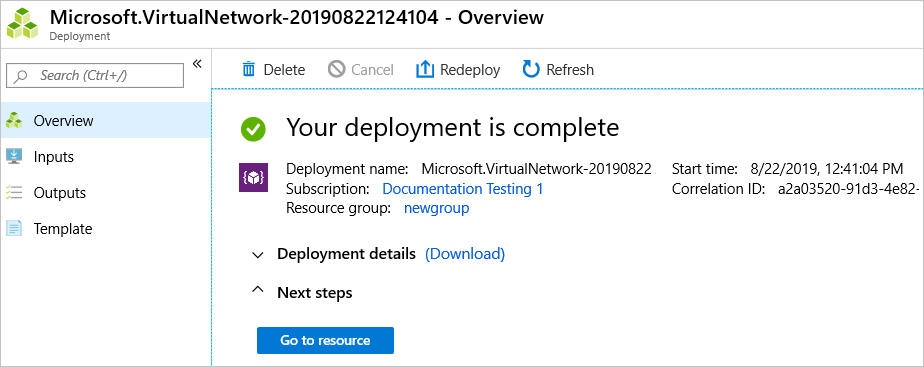 Microsoft.VirtualNetwork-20190822124104 - Overview
Deployment
Search (Ctrl+/)
«
Delete
Cancel
Redeploy
Refresh
Overview
Inputs
Outputs
Template
Your deployment is complete
Deployment name: Microsoft.VirtualNetwork-20190822
Subscription: Documentation Testing 1
Resource group: newgroup
Start time: 8/22/2019, 12:41:04 PM
Correlation ID: a2a03520-91d3-4e82-
Deployment details (Download)
Next steps
Go to resource